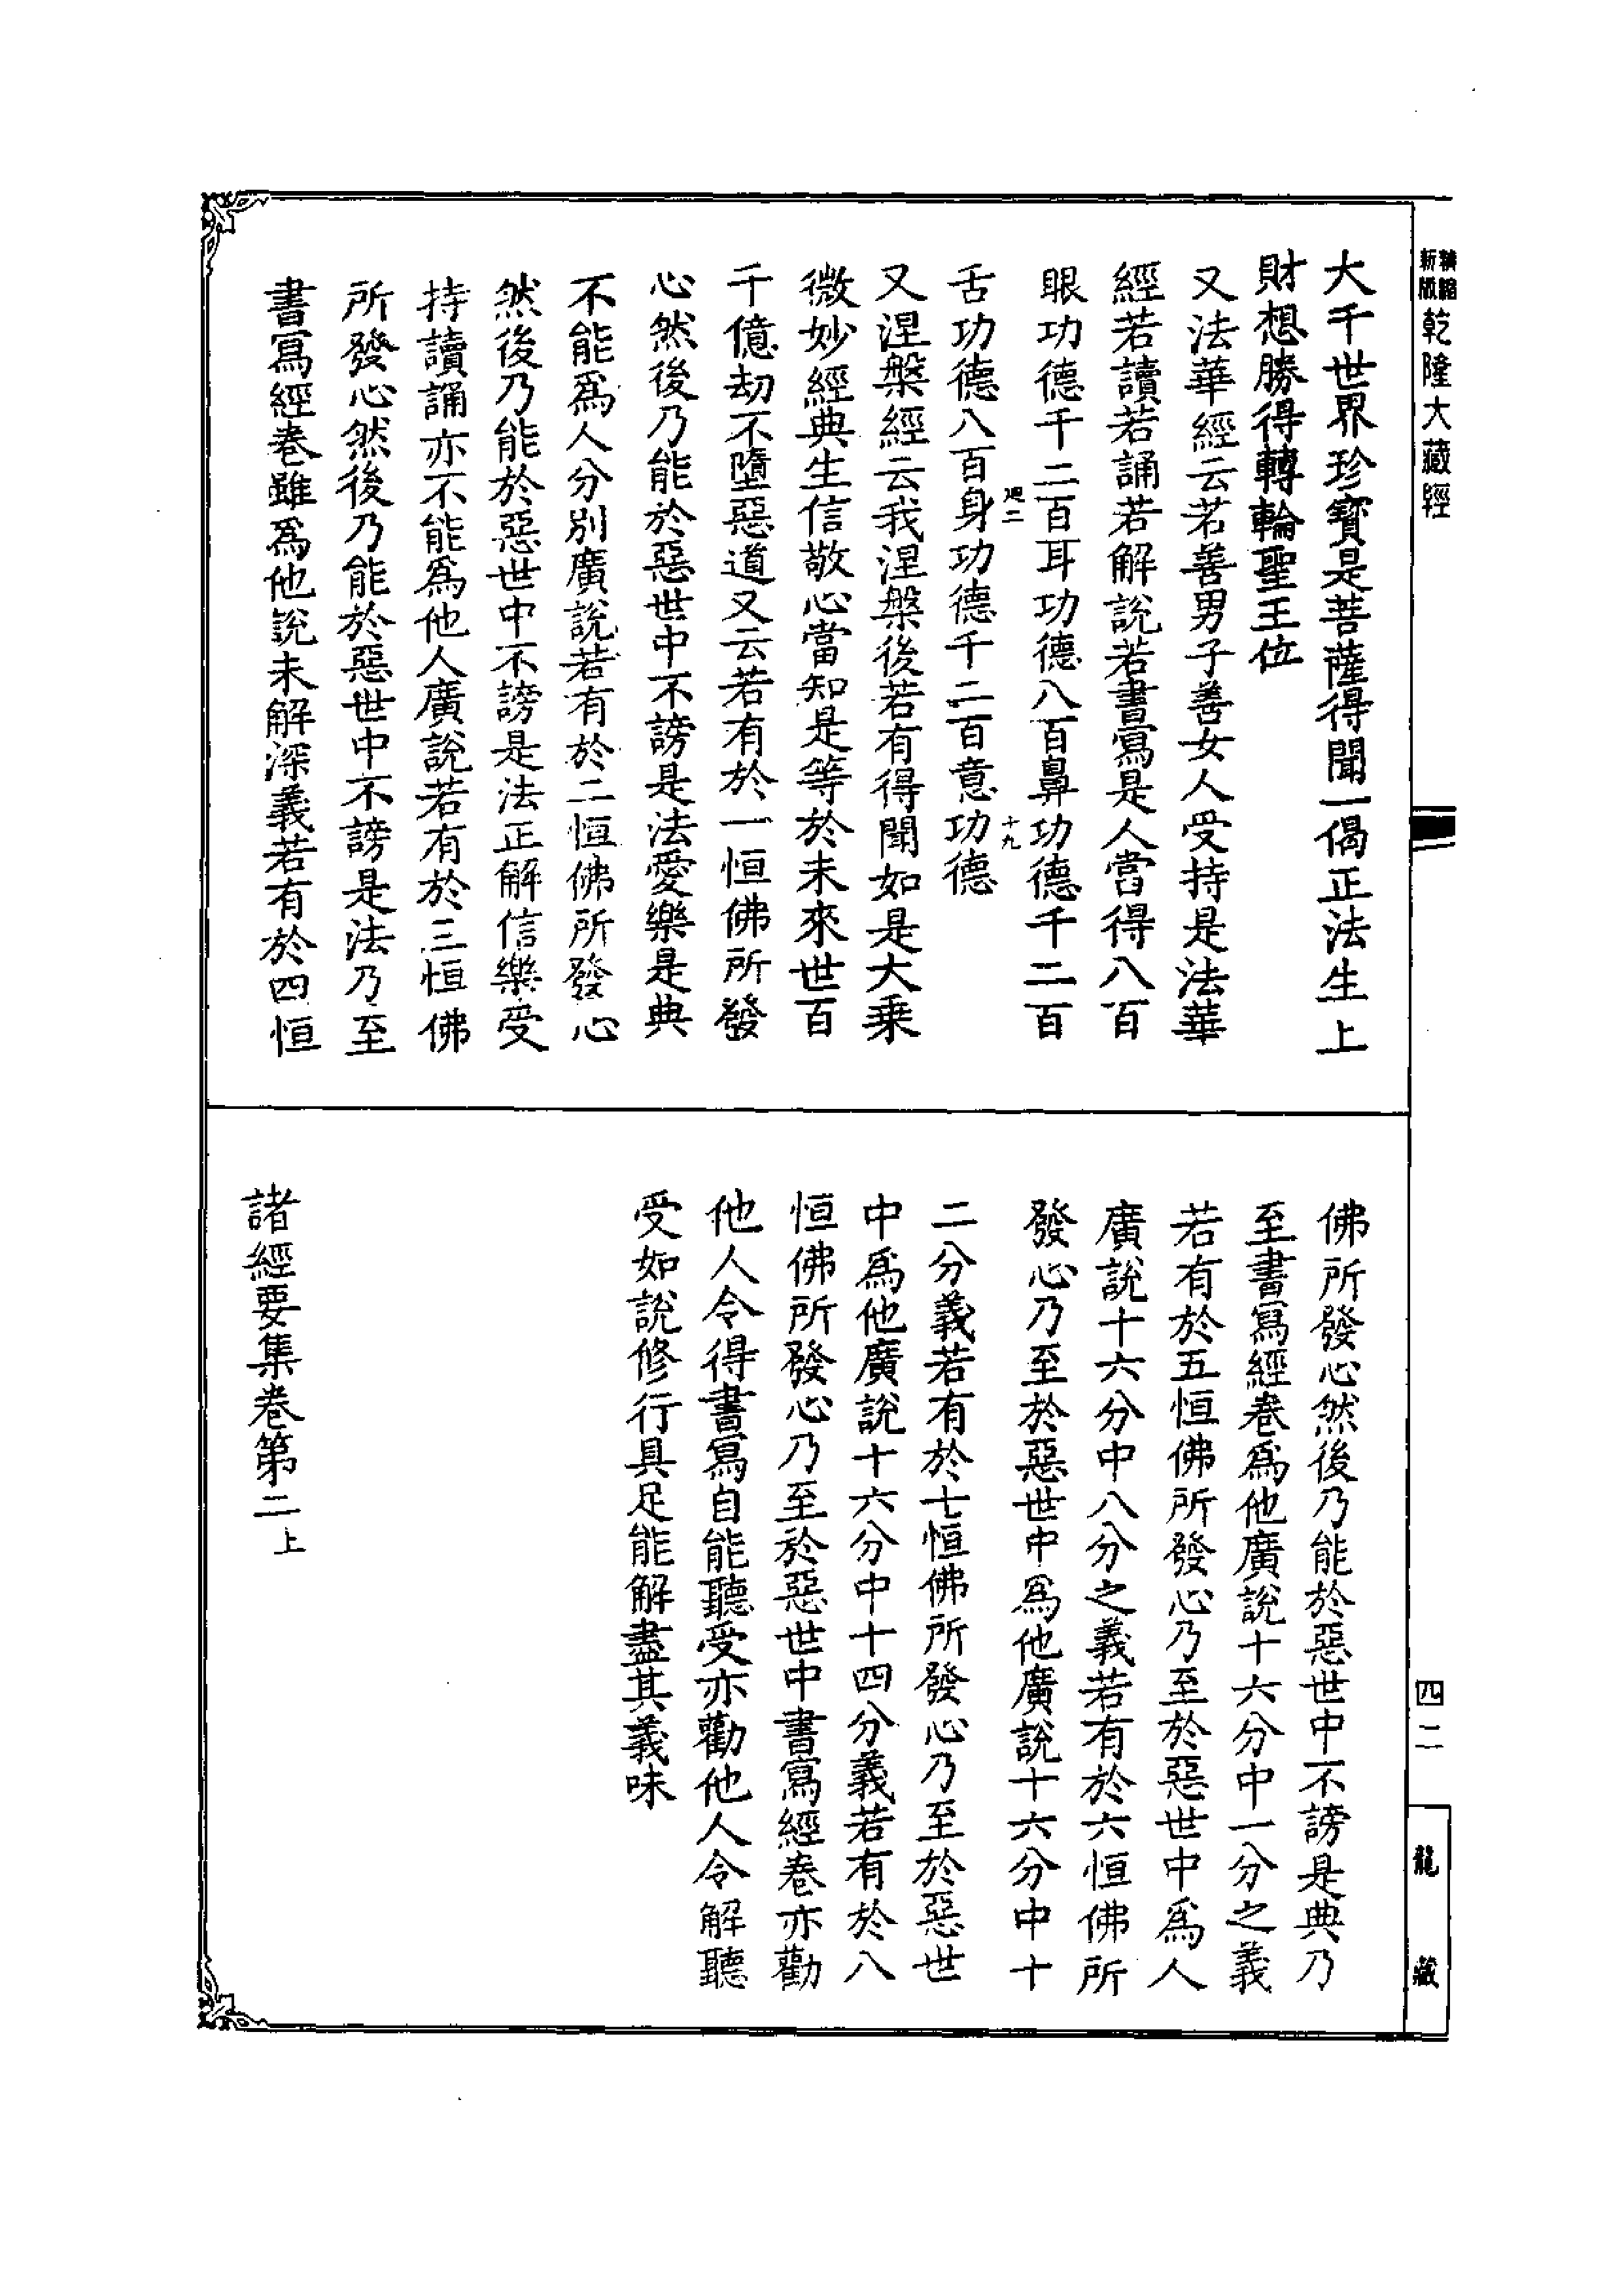 精縮
新版
乾隆大藏經
四二
龍藏
大千世界珍寶是菩薩得聞一偈正法生上
財想勝得轉輪聖王位
又法華經云若善男子善女人受持是法華
經若讀若誦若解說若書寫是人當得八百
眼功德千二百耳功德八百鼻功德千二百
十九
舌功德八百身功德千二百意功德
又涅槃經云我涅槃後若有得聞如是大乘
微妙經典生信敬心當知是等於未來世百
千億劫不墮惡道又云若有於一恒佛所發
心然後乃能於惡世中不謗是法愛樂是典
不能爲人分別廣說若有於二恒佛所發心
然後乃能於惡世中不謗是法正解信樂受
持讀誦亦不能爲他人廣說若有於三恒佛
所發心然後乃能於惡世中不謗是法乃至
書寫經卷雖爲他說未解深義若有於四恒
佛所發心然後乃能於惡世中不謗是典乃
至書寫經卷爲他廣說十六分中一分之義
若有於五恒佛所發心乃至於惡世中爲人
廣說十六分中八分之義若有於六恒佛所
發心乃至於惡世中爲他廣說十六分中十
二分義若有於七恒佛所發心乃至於惡世
中爲他廣說十六分中十四分義若有於八
恒佛所發心乃至於惡世中書寫經卷亦勸
他人令得書寫自能聽受亦勸他人令解聽
受如說修行具足能解盡其義味
諸經要集卷第二上